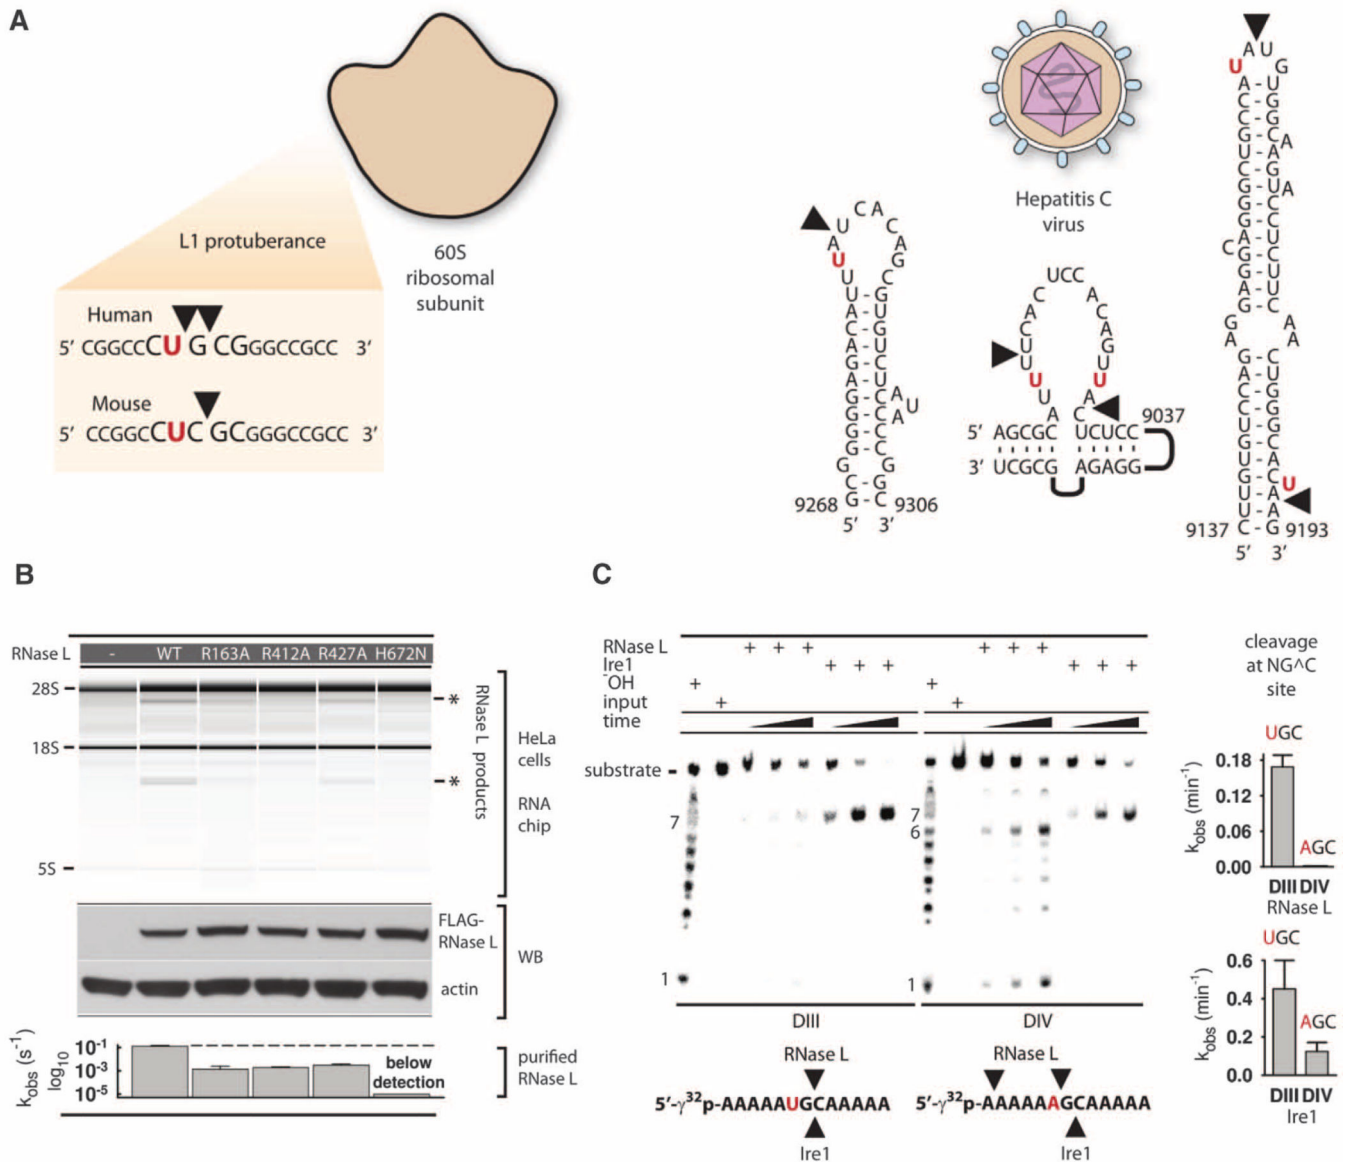 A
L1 protuberance
60S
ribosomal
subunit
Human
5′ CGGCCCUGCGGGCCGCC 3′
Mouse
5′ CCGGCCUCGCGGGCCGCC 3′
Hepatitis C
virus
9268
9306
5′ 3′
UCC
9037
5′ AGCGC UCUCC
3′ UCGCG AGAGG
9137
9193
5′ 3′
B
RNase L - WT R163A R412A R427A H672N
28S
*
18S
*
5S
RNase L products
HeLa
cells
RNA
chip
FLAG-
RNase L
actin
WB
k_obs (s⁻¹)
log₁₀
10⁻¹
10⁻³
10⁻⁵
below
detection
purified
RNase L
C
RNase L + + + + + +
Ire1 + + + + + +
⁻OH + +
input + +
time
substrate
7
1
7
6
1
DIII
DIV
RNase L
RNase L
5′-γ³²p-AAAAAUGCAAAAA
5′-γ³²p-AAAAAAGCAAAAA
Ire1
Ire1
cleavage
at NG^C
site
UGC
0.18
0.12
0.06
0.00
k_obs (min⁻¹)
AGC
DIII DIV
RNase L
UGC
0.6
0.4
0.2
0.0
k_obs (min⁻¹)
AGC
DIII DIV
Ire1